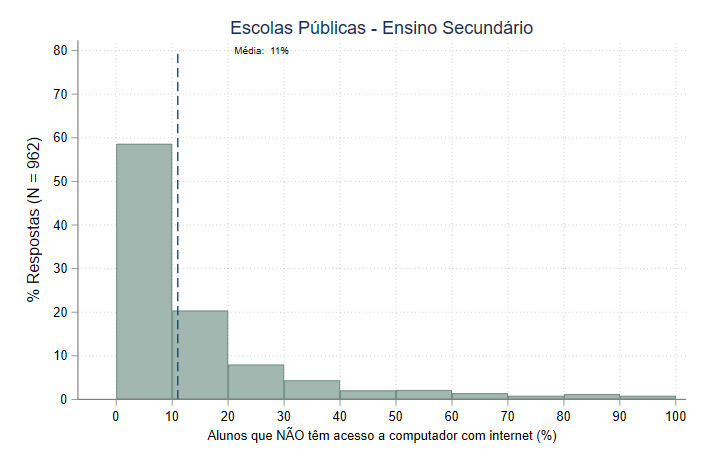 Escolas Públicas - Ensino Secundário
Média: 11%
80
70
60
50
40
30
20
10
0
% Respostas (N = 962)
0 10 20 30 40 50 60 70 80 90 100
Alunos que NÃO têm acesso a computador com internet (%)